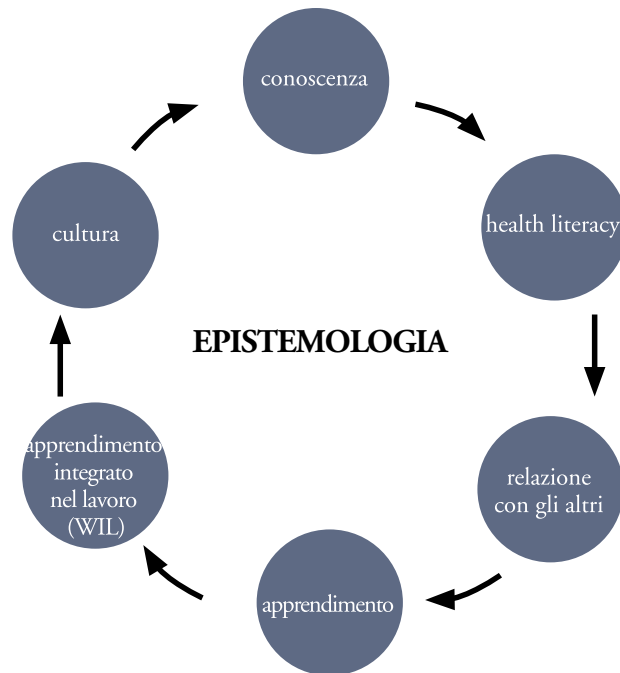 conoscenza
health literacy
cultura
EPISTEMOLOGIA
relazione
con gli altri
apprendimento
integrato
nel lavoro
(WIL)
apprendimento